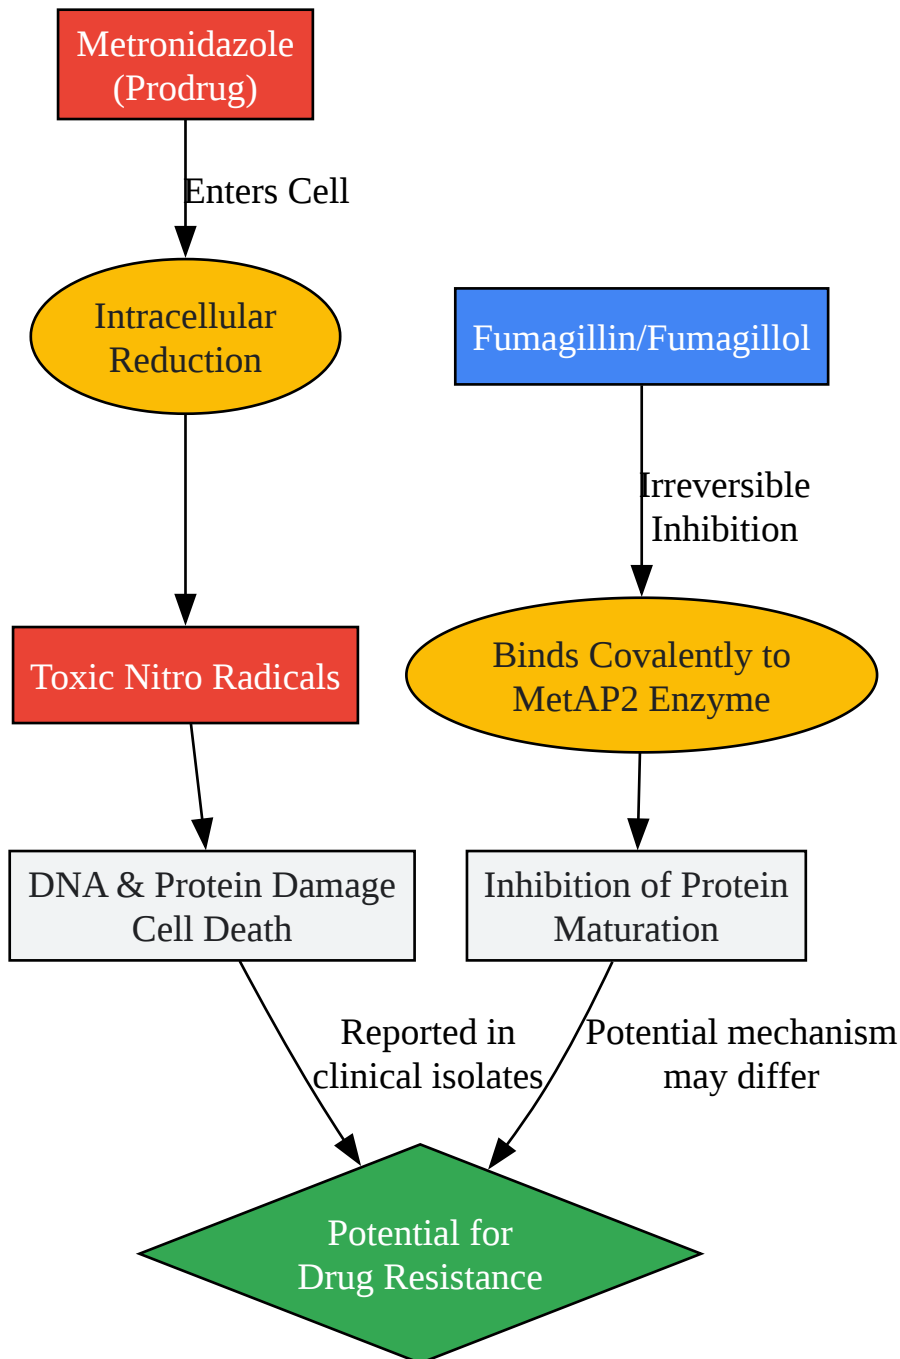 Metronidazole
(Prodrug)
Enters Cell
Intracellular
Reduction
Fumagillin/Fumagillol
Irreversible
Inhibition
Toxic Nitro Radicals
Binds Covalently to
MetAP2 Enzyme
DNA & Protein Damage
Cell Death
Inhibition of Protein
Maturation
Reported in
clinical isolates
Potential mechanism
may differ
Potential for
Drug Resistance